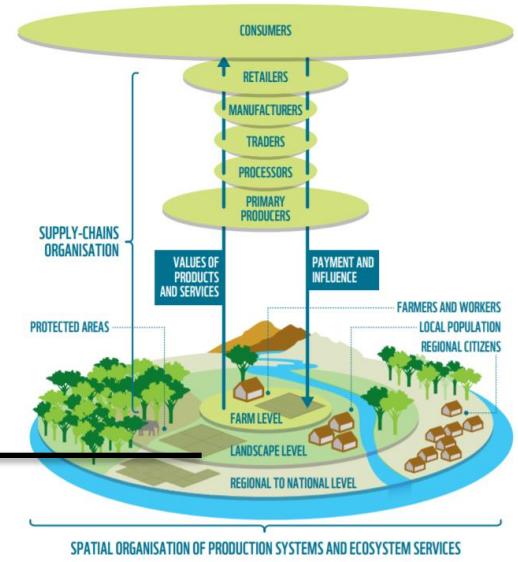 CONSUMERS
RETAILERS
MANUFACTURERS
TRADERS
PROCESSORS
PRIMARY
PRODUCERS
SUPPLY-CHAINS
ORGANISATION
VALUES OF
PRODUCTS
AND SERVICES
PAYMENT AND
INFLUENCE
FARMERS AND WORKERS
LOCAL POPULATION
REGIONAL CITIZENS
PROTECTED AREAS
FARM LEVEL
LANDSCAPE LEVEL
REGIONAL TO NATIONAL LEVEL
SPATIAL ORGANISATION OF PRODUCTION SYSTEMS AND ECOSYSTEM SERVICES